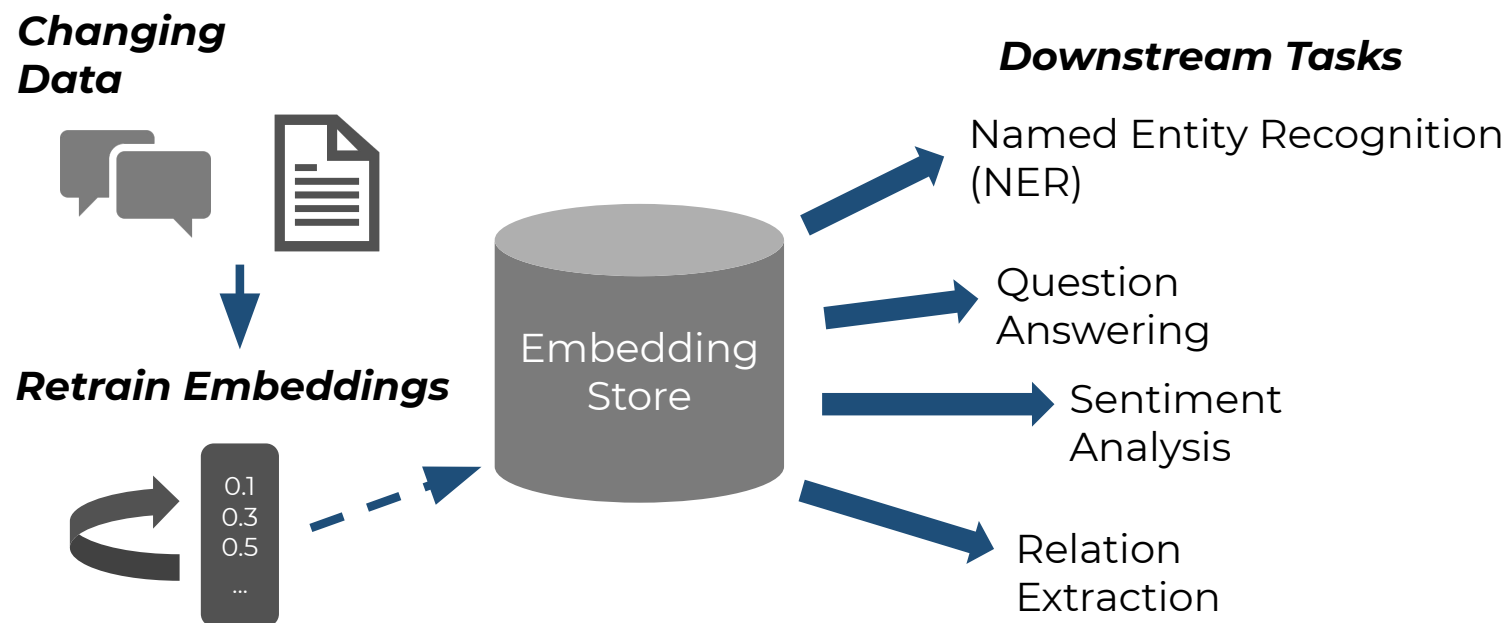 Changing
Data
Retrain Embeddings
0.1
0.3
0.5
...
Embedding
Store
Downstream Tasks
Named Entity Recognition
(NER)
Question
Answering
Sentiment
Analysis
Relation
Extraction